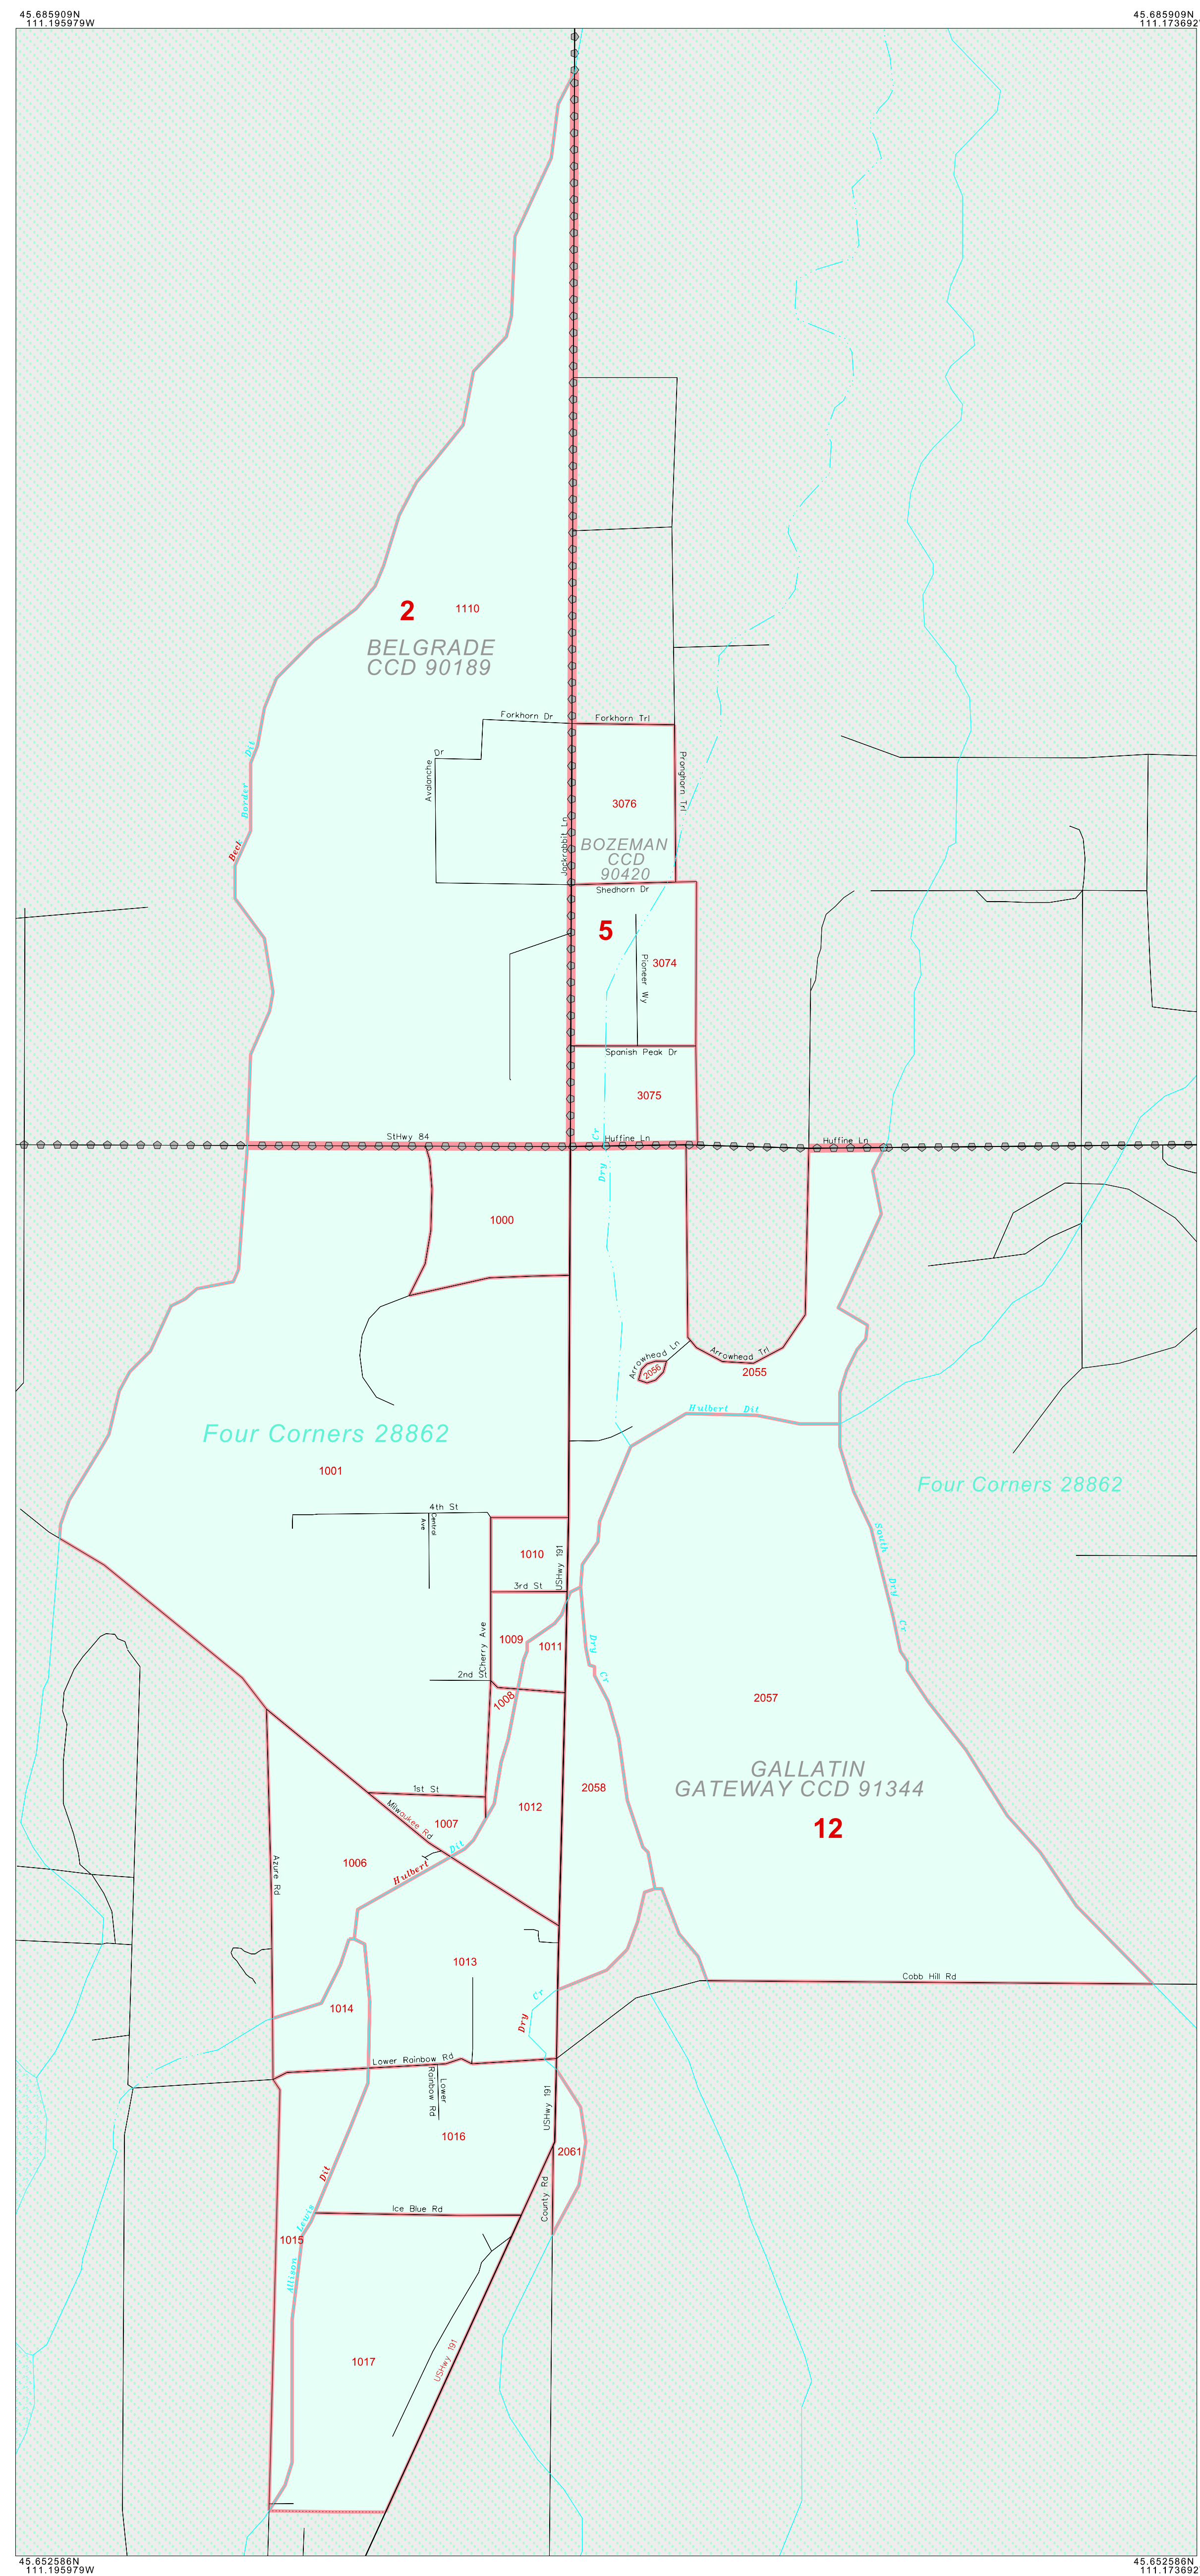 45.685909N
111.195979W
45.685909N
111.173692
2
1110
BELGRADE
CCD 90189
Forkhorn Dr
Forkhorn Trl
Dr
Avalanche
Pronghorn Trl
Beek Border Dit
Jackrabbit Ln
3076
BOZEMAN
CCD
90420
Shedhorn Dr
5
3074
Pioneer Wy
Spanish Peak Dr
3075
StHwy 84
Huffine Ln
Huffine Ln
Dry Cr
1000
Arrowhead Ln
Arrowhead Trl
2056
2055
Hulbert Dit
Four Corners 28862
1001
Four Corners 28862
4th St
Central
Ave
1010
USHwy 191
3rd St
South Dry Cr
Cherry Ave
1009
1011
Dry Cr
2nd St
1008
2057
GALLATIN
GATEWAY CCD 91344
12
1st St
2058
1012
Milwaukee Rd
1007
Hulbert Dit
1006
Azure Rd
1013
Cobb Hill Rd
Dry Cr
1014
Lower Rainbow Rd
Lower
Rainbow Rd
USHwy 191
1016
2061
County Rd
Ice Blue Rd
1015
Allison Lewis Dit
1017
USHwy 191
45.652586N
111.195979W
45.652586N
111.173692